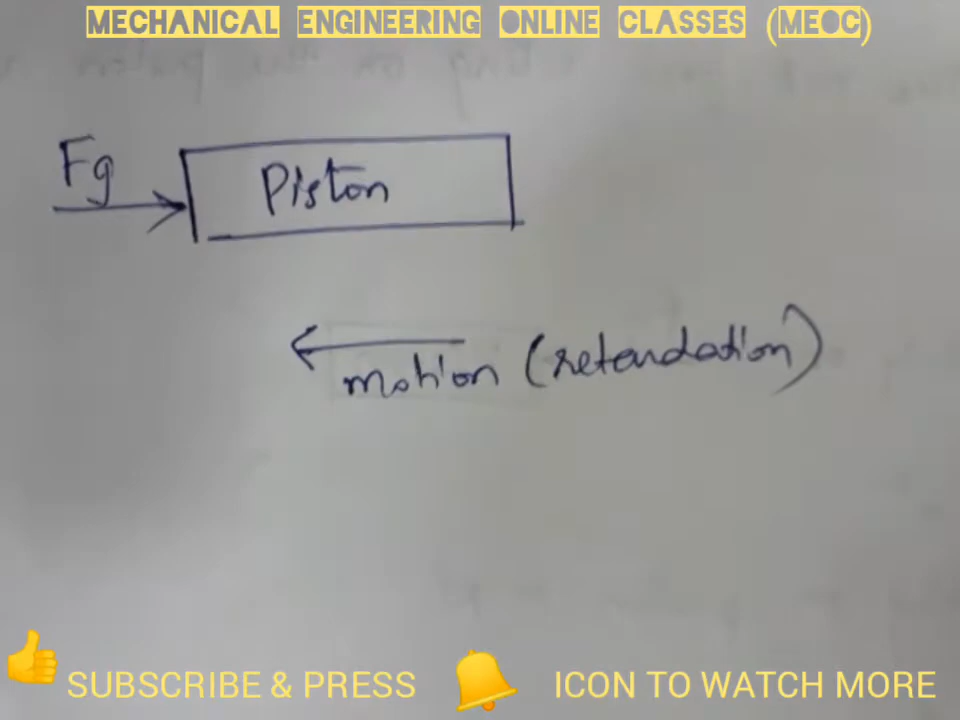 MECHANICAL ENGINEERING ONLINE CLASSES (MEOC)
Fg
Piston
motion (retardation)
SUBSCRIBE & PRESS ICON TO WATCH MORE